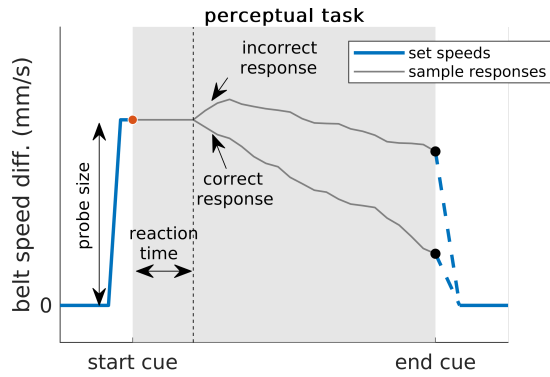 perceptual task
incorrect
response
set speeds
sample responses
belt speed diff. (mm/s)
probe size
correct
response
reaction
time
0
start cue
end cue